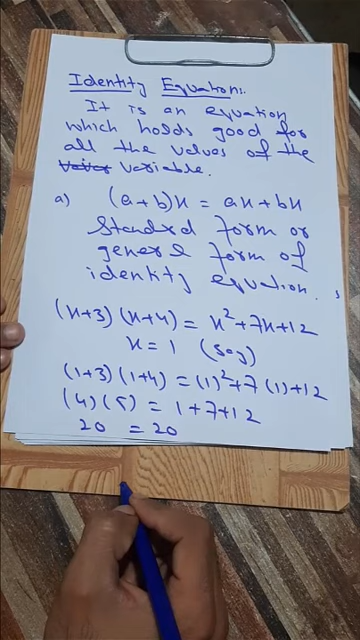 Identity Equation:.
It is an equation
which holds good for
all the values of the
variable.
a) (a+b)x = ax+bx
Standrd form or
general form of
identity equation.
(x+3)(x+4) = x²+7x+12
x=1 (say)
(1+3)(1+4) = (1)²+7(1)+12
(4)(5) = 1+7+12
20 = 20